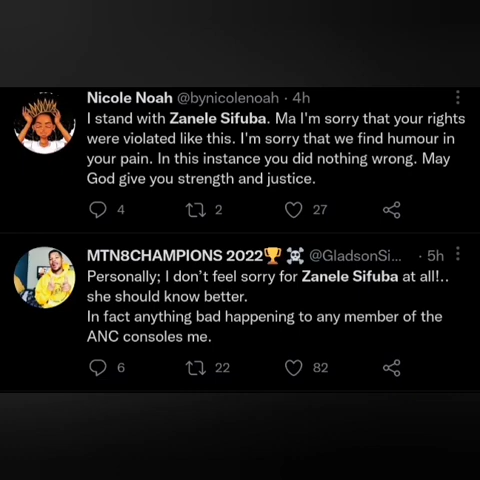 Nicole Noah @bynicolenoah · 4h
I stand with Zanele Sifuba. Ma I'm sorry that your rights
were violated like this. I'm sorry that we find humour in
your pain. In this instance you did nothing wrong. May
God give you strength and justice.
4 2 27
MTN8CHAMPIONS 2022🏆☠️ @GladsonSi... · 5h
Personally; I don’t feel sorry for Zanele Sifuba at all!..
she should know better.
In fact anything bad happening to any member of the
ANC consoles me.
6 22 82